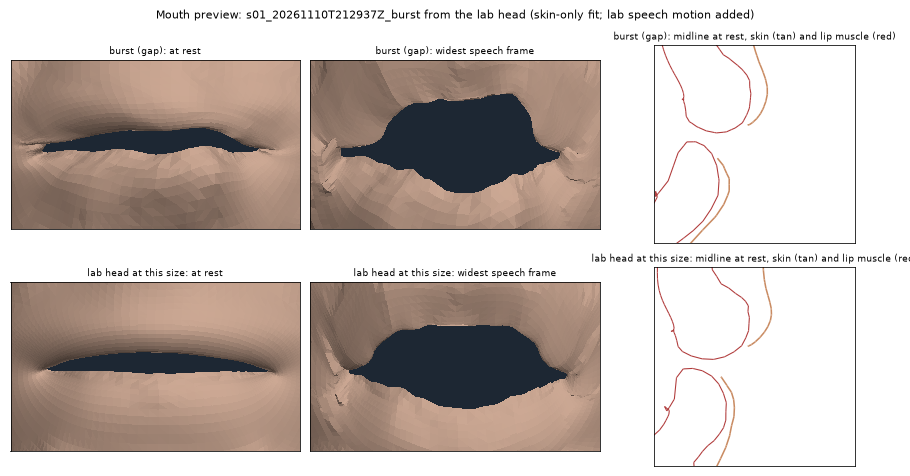 Mouth preview: s01_20261110T212937Z_burst from the lab head (skin-only fit; lab speech motion added)
burst (gap): at rest
burst (gap): widest speech frame
burst (gap): midline at rest, skin (tan) and lip muscle (red)
lab head at this size: at rest
lab head at this size: widest speech frame
lab head at this size: midline at rest, skin (tan) and lip muscle (red